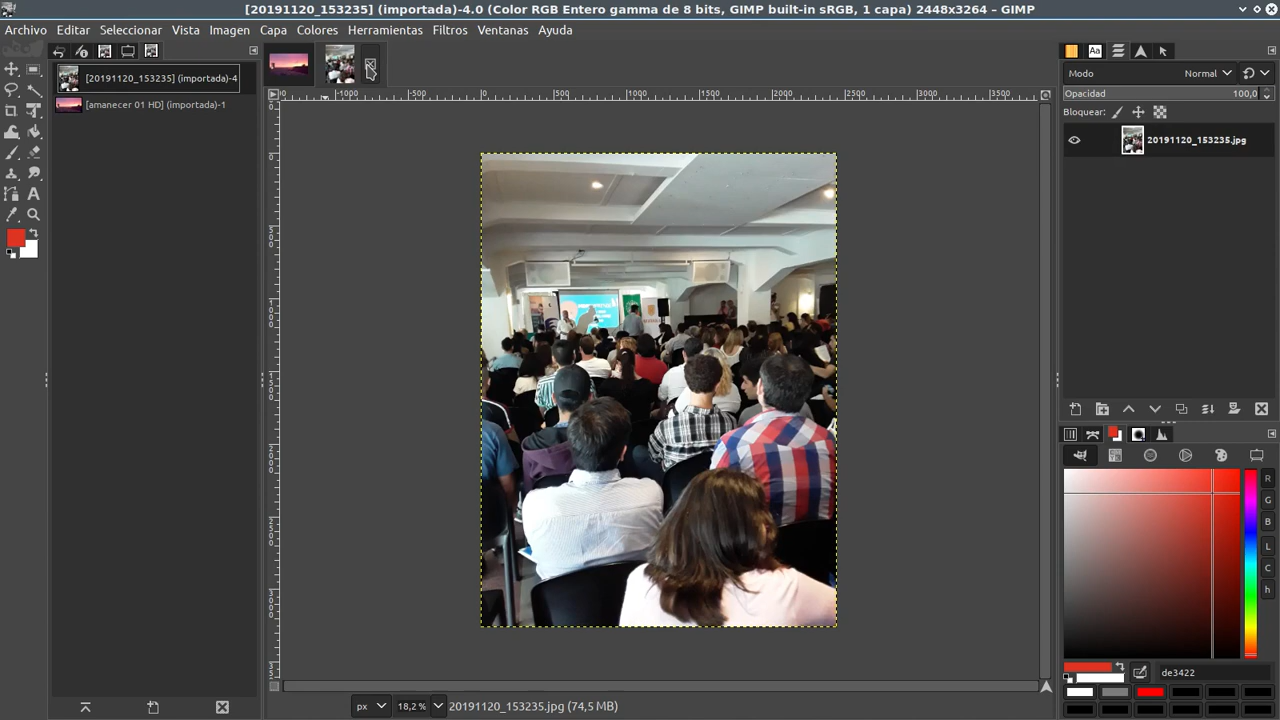 [20191120_153235] (importada)-4.0 (Color RGB Entero gamma de 8 bits, GIMP built-in sRGB, 1 capa) 2448x3264 – GIMP
Archivo Editar Seleccionar Vista Imagen Capa Colores Herramientas Filtros Ventanas Ayuda
[20191120_153235] (importada)-4
[amanecer 01 HD] (importada)-1
Modo Normal
Opacidad 100,0
Bloquear:
20191120_153235.jpg
R
G
B
L
C
h
de3422
px 18,2 % 20191120_153235.jpg (74,5 MB)